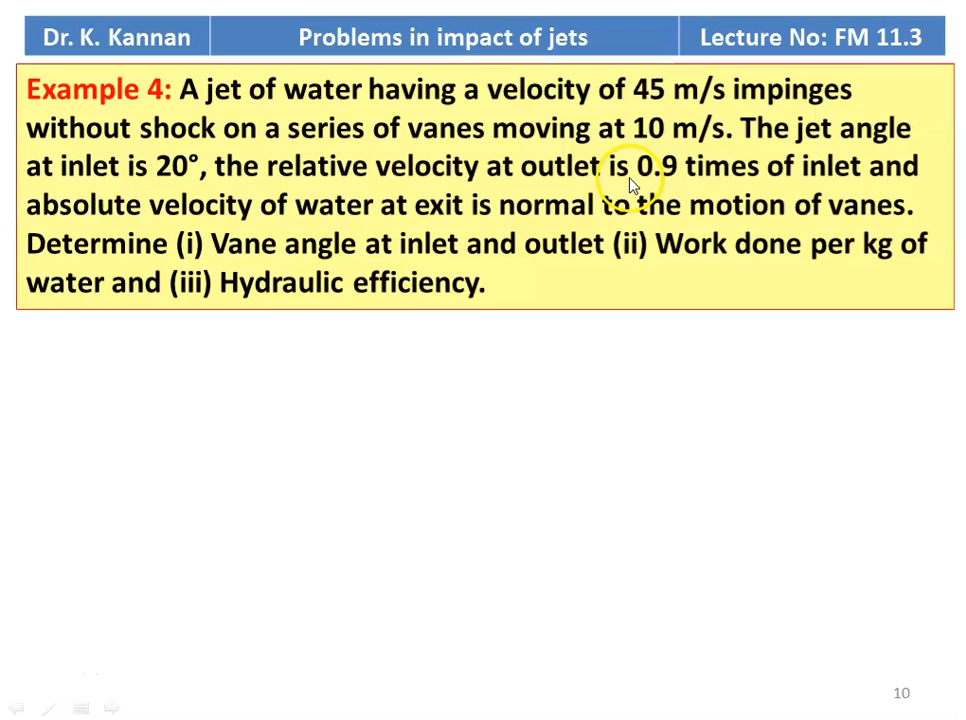 Dr. K. Kannan Problems in impact of jets Lecture No: FM 11.3
Example 4: A jet of water having a velocity of 45 m/s impinges
without shock on a series of vanes moving at 10 m/s. The jet angle
at inlet is 20°, the relative velocity at outlet is 0.9 times of inlet and
absolute velocity of water at exit is normal to the motion of vanes.
Determine (i) Vane angle at inlet and outlet (ii) Work done per kg of
water and (iii) Hydraulic efficiency.
10